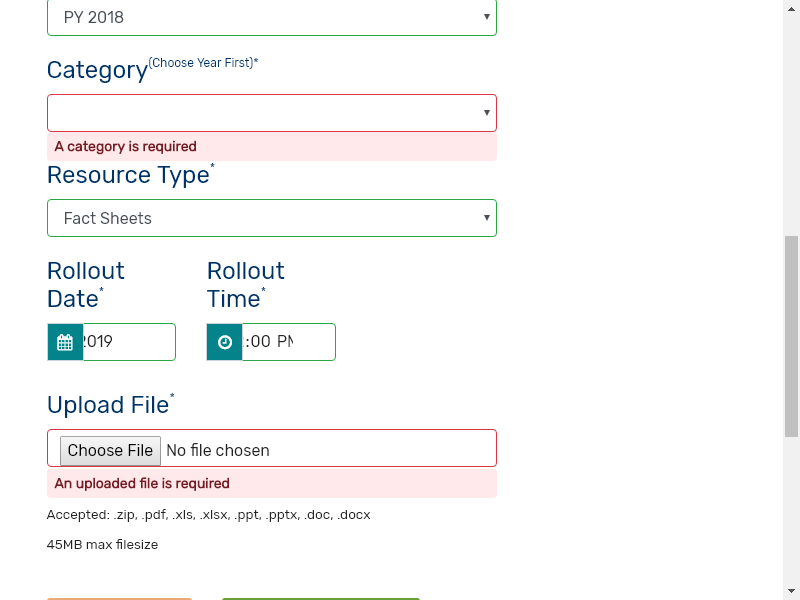 PY 2018
Category(Choose Year First)*
A category is required
Resource Type*
Fact Sheets
Rollout Date*
Rollout Time*
2019
:00 PM
Upload File*
Choose File No file chosen
An uploaded file is required
Accepted: .zip, .pdf, .xls, .xlsx, .ppt, .pptx, .doc, .docx
45MB max filesize